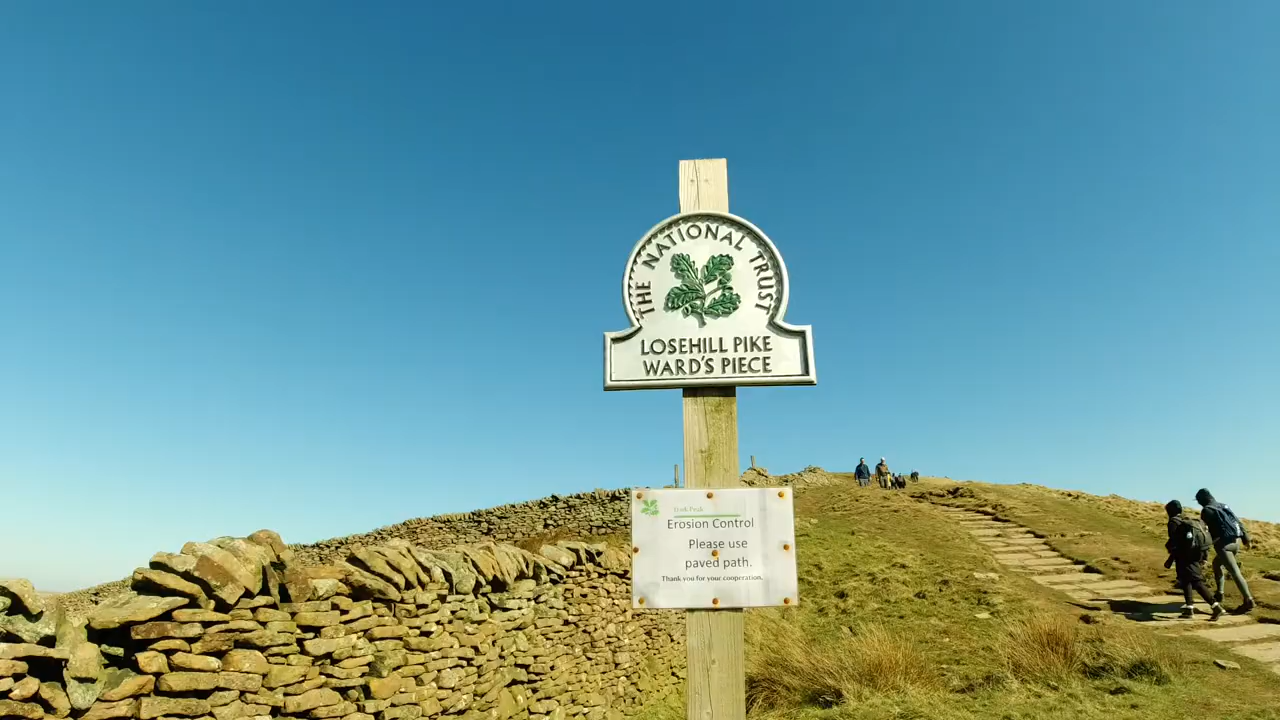 THE NATIONAL TRUST
LOSEHILL PIKE
WARD'S PIECE
Erosion Control
Please use
paved path.
Thank you for your cooperation.